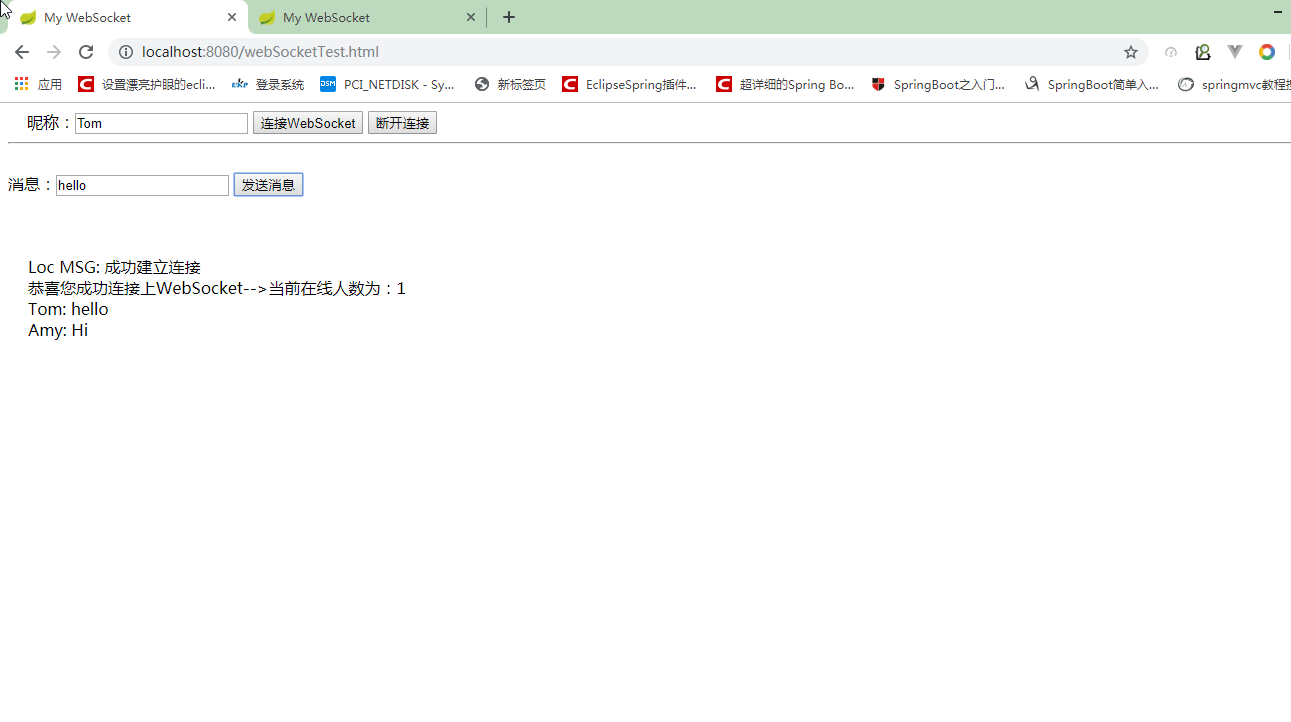 My WebSocket
My WebSocket
localhost:8080/webSocketTest.html
应用 设置漂亮护眼的ecli... 登录系统 PCI_NETDISK - Sy... 新标签页 EclipseSpring插件... 超详细的Spring Bo... SpringBoot之入门... SpringBoot简单入... springmvc教程
昵称：Tom 连接WebSocket 断开连接
消息：hello 发送消息
Loc MSG: 成功建立连接
恭喜您成功连接上WebSocket-->当前在线人数为：1
Tom: hello
Amy: Hi